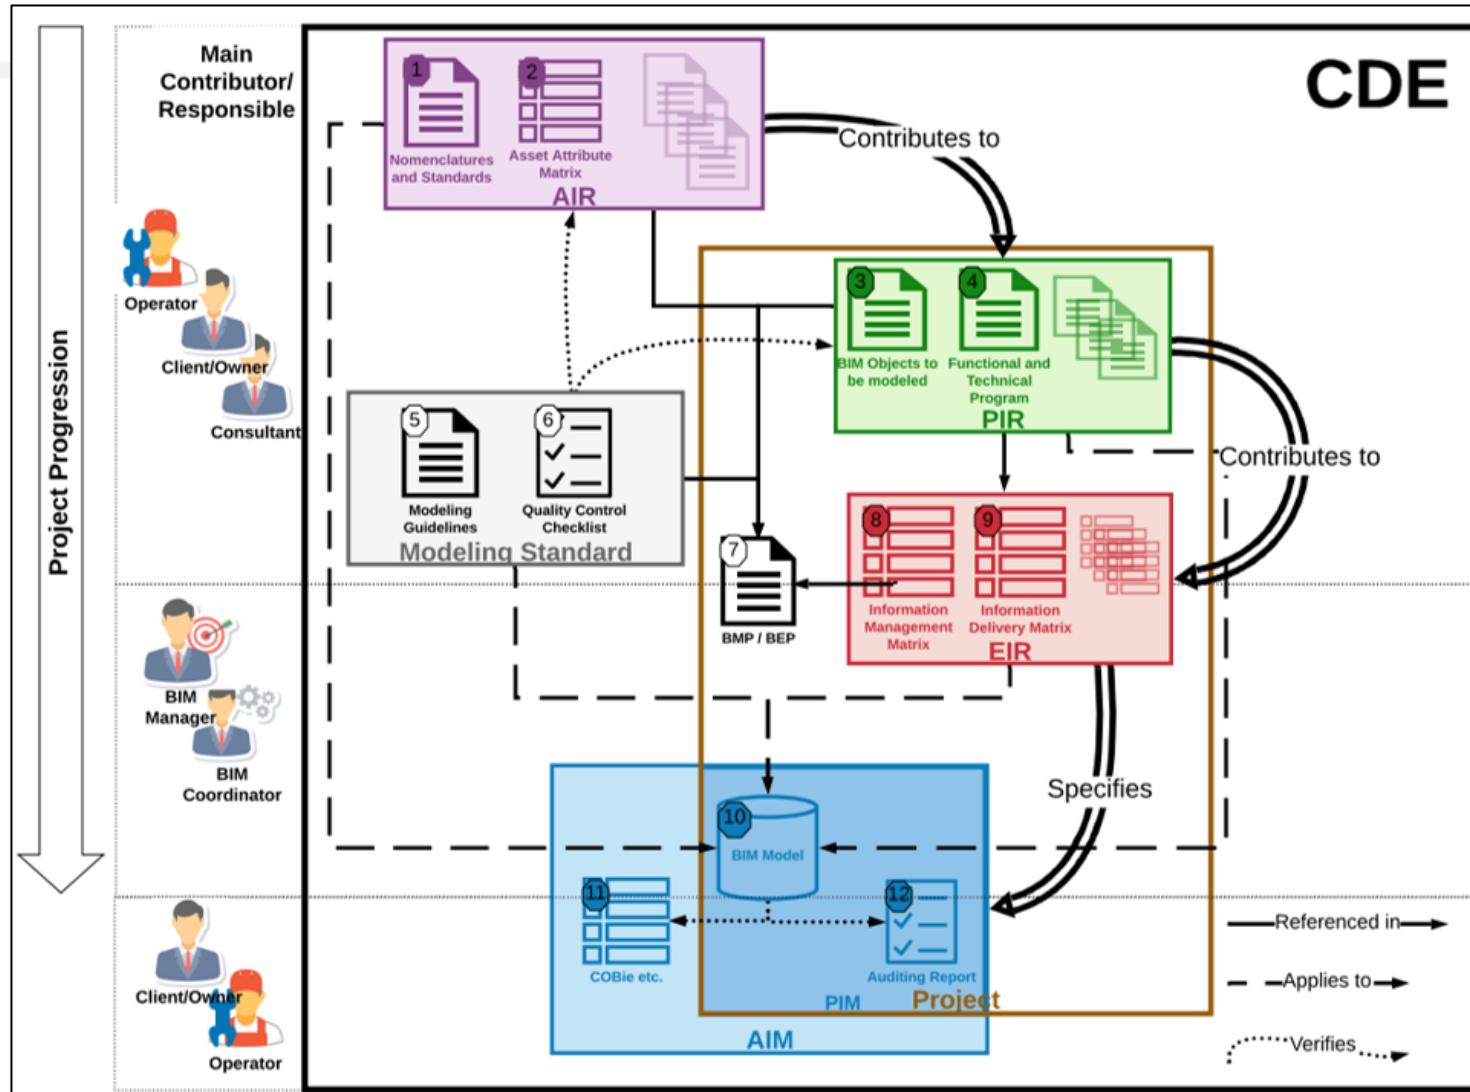 Main
Contributor/
Responsible
CDE
1
2
Nomenclatures
and Standards
Asset Attribute
Matrix
AIR
Contributes to
Project Progression
Operator
Client/Owner
Consultant
3
4
BIM Objects to
be modeled
Functional and
Technical
Program
PIR
Contributes to
5
6
Modeling
Guidelines
Quality Control
Checklist
Modeling Standard
7
BMP / BEP
8
9
Information
Management
Matrix
Information
Delivery Matrix
EIR
BIM
Manager
BIM
Coordinator
Specifies
10
BIM Model
11
12
COBie etc.
Auditing Report
PIM
Project
AIM
Client/Owner
Operator
Referenced in
Applies to
Verifies